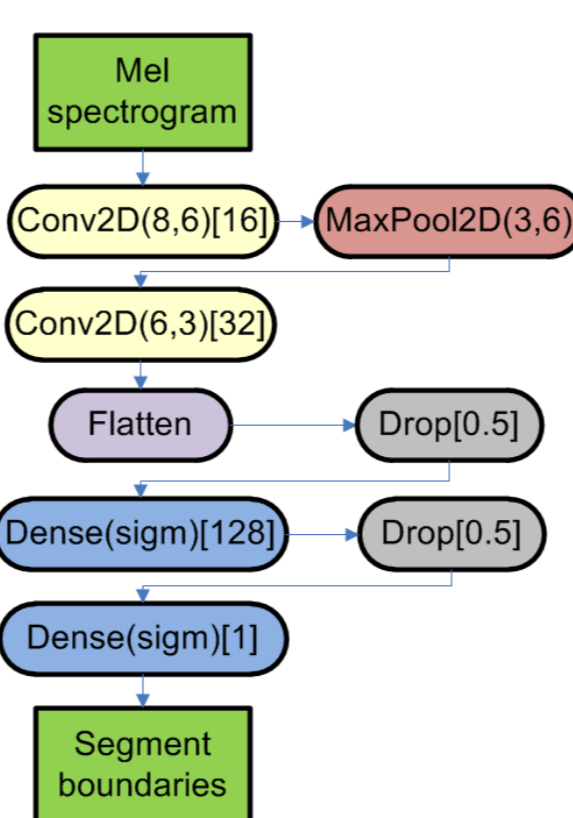 Mel
spectrogram
Conv2D(8,6)[16]
MaxPool2D(3,6)
Conv2D(6,3)[32]
Flatten
Drop[0.5]
Dense(sigm)[128]
Drop[0.5]
Dense(sigm)[1]
Segment
boundaries